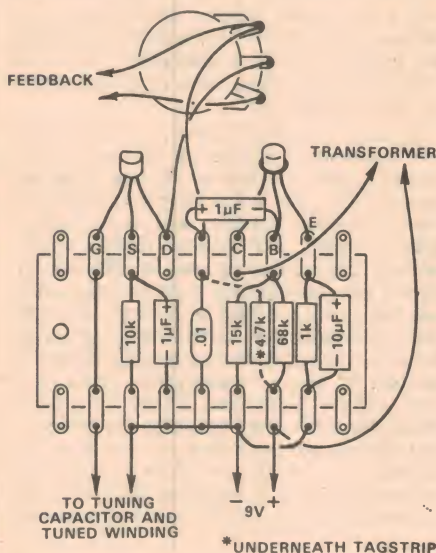 FEEDBACK
TRANSFORMER
+ 1μF -
G S D C B E
10k
- 1μF +
.01
15k
*4.7k
68k
1k
- 10μF +
- 9V +
TO TUNING
CAPACITOR AND
TUNED WINDING
*UNDERNEATH TAGSTRIP